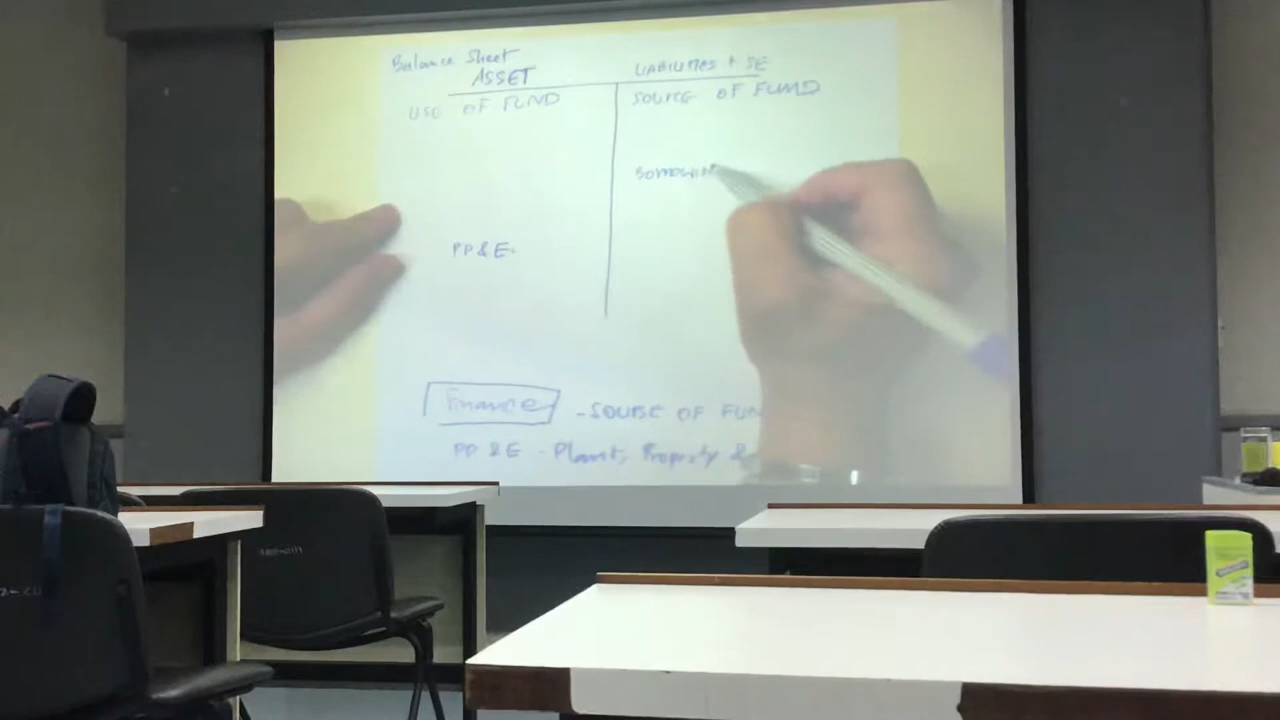 Balance Sheet
ASSET
LIABILITIES + SE
USE OF FUND
SOURCE OF FUND
BORROWIN
PP&E.
Finance - SOURSE OF FUN
PP & E - Plant, Property &